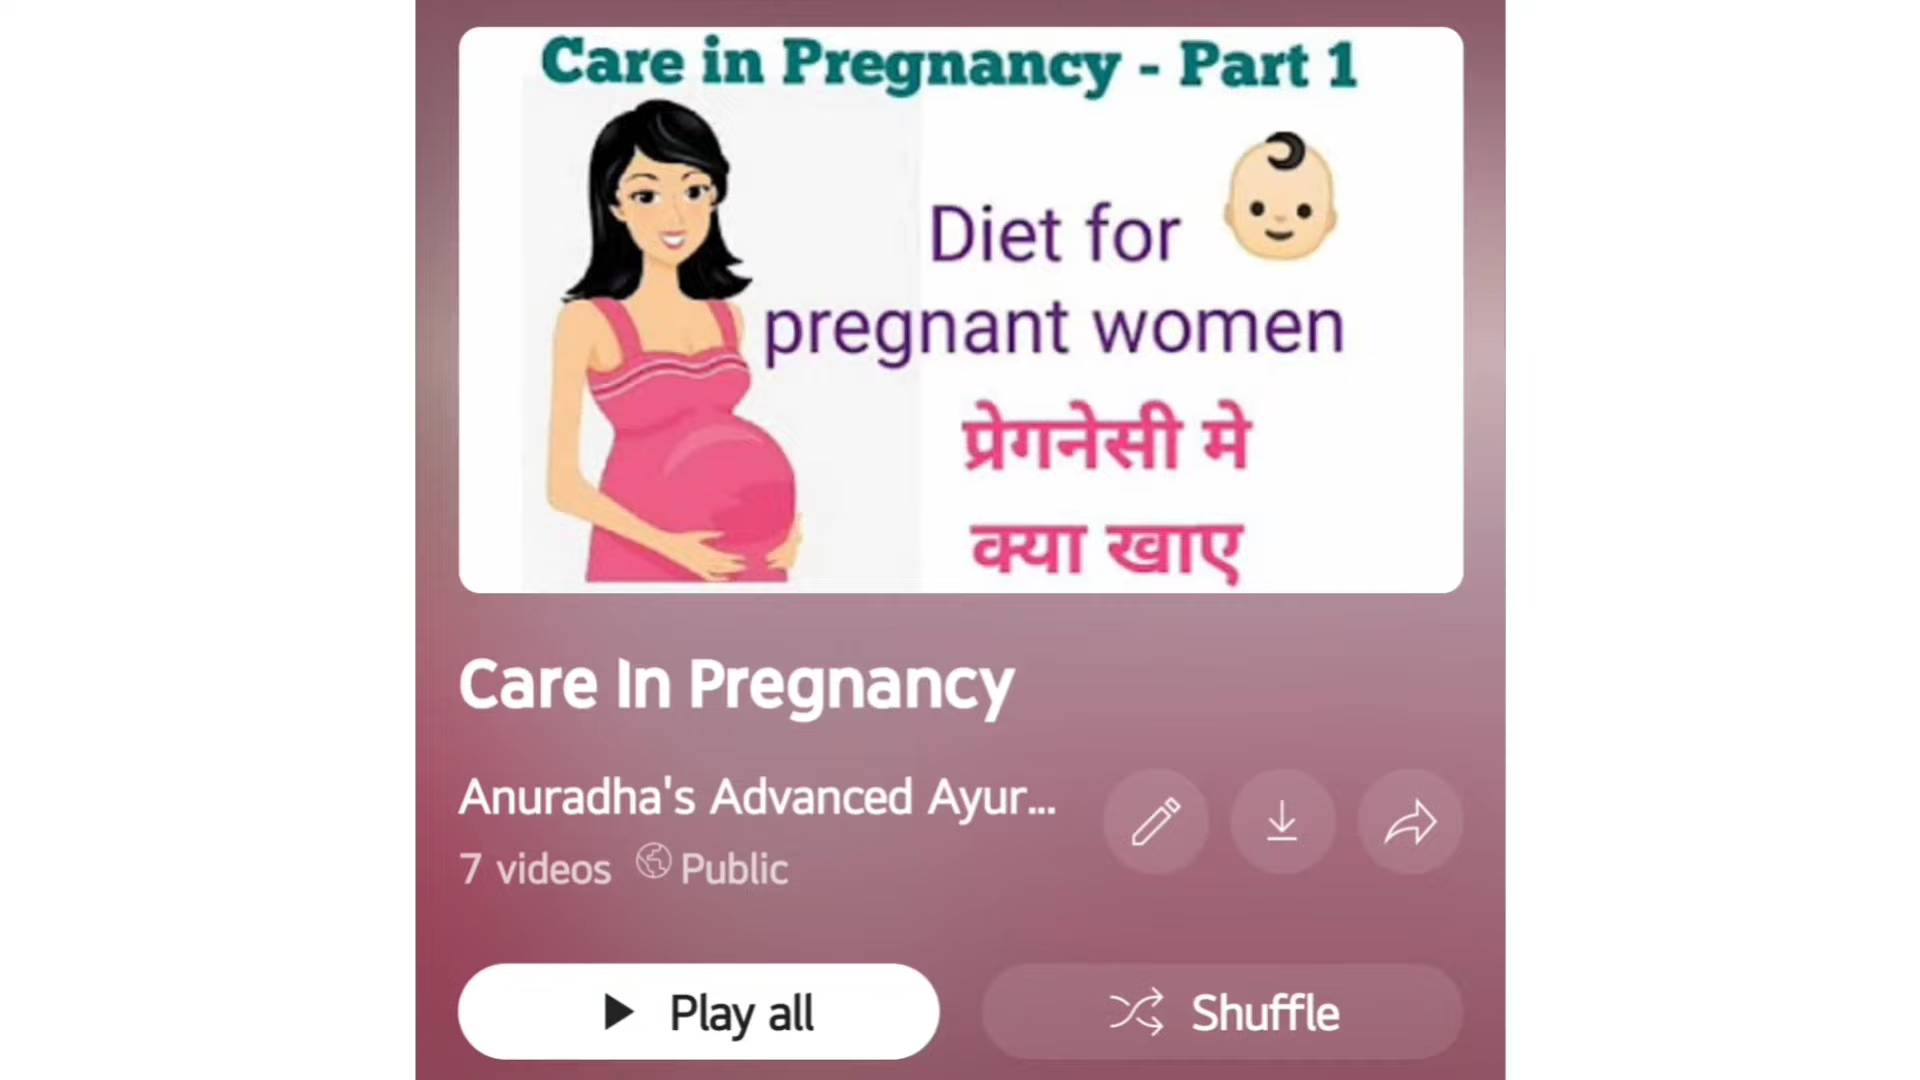 Care in Pregnancy - Part 1
Diet for
pregnant women
प्रेगनेसी मे
क्या खाए
Care In Pregnancy
Anuradha's Advanced Ayur...
7 videos Public
Play all
Shuffle